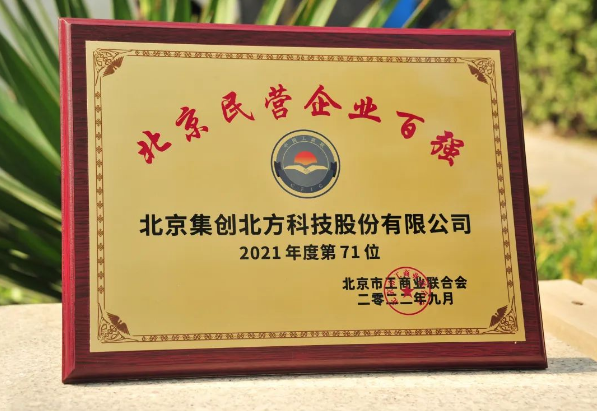 北京民营企业百强
北京集创北方科技股份有限公司
2021年度第71位
北京市工商业联合会
二〇二二年九月